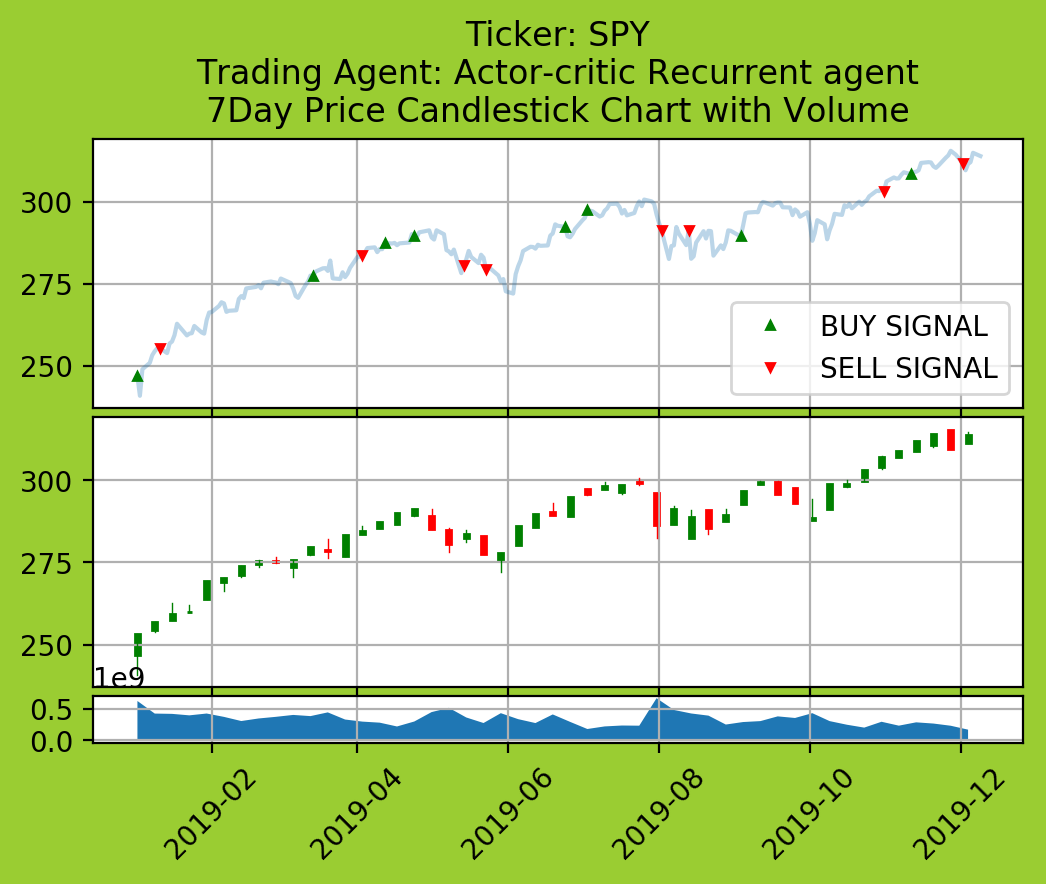 Ticker: SPY
Trading Agent: Actor-critic Recurrent agent
7Day Price Candlestick Chart with Volume
300
275
250
BUY SIGNAL
SELL SIGNAL
300
275
250
1e9
0.5
0.0
2019-02
2019-04
2019-06
2019-08
2019-10
2019-12